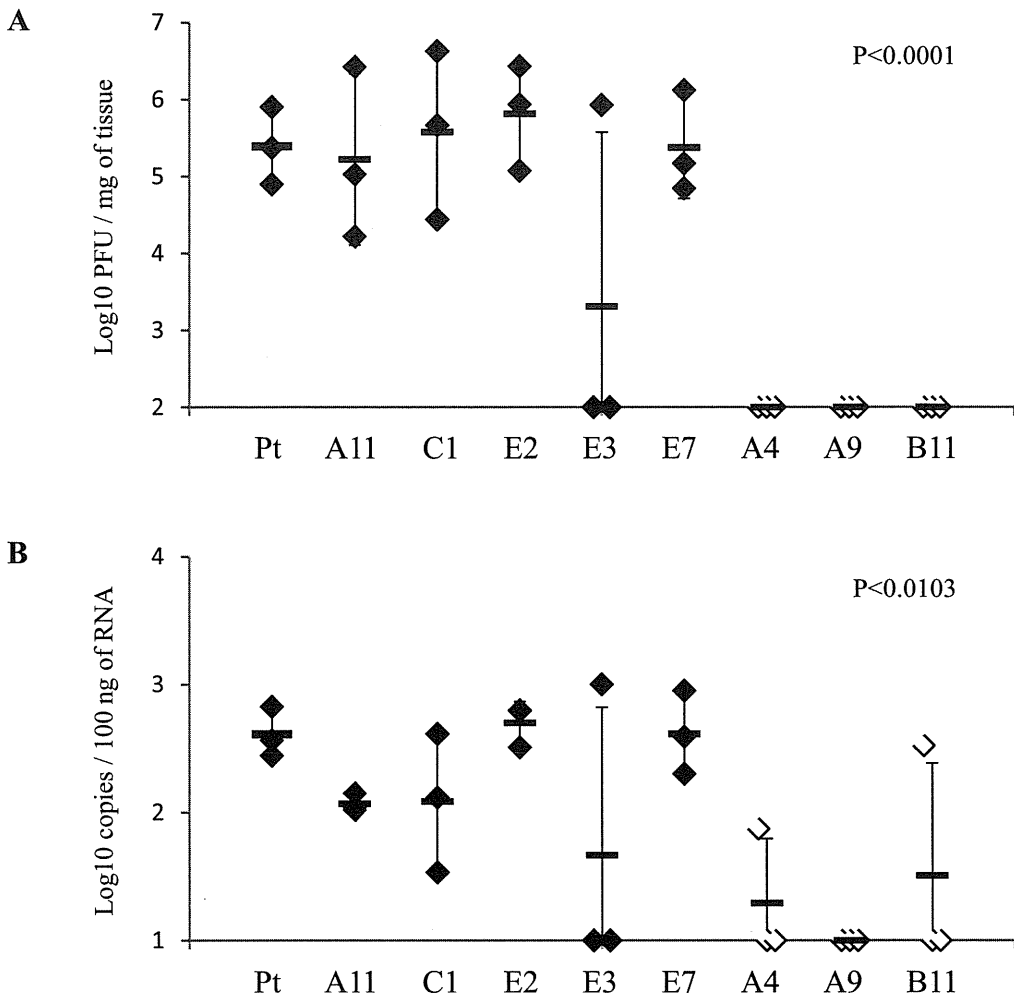 A
7
6
5
4
3
2
Log10 PFU / mg of tissue
P<0.0001
Pt A11 C1 E2 E3 E7 A4 A9 B11
B
4
3
2
1
Log10 copies / 100 ng of RNA
P<0.0103
Pt A11 C1 E2 E3 E7 A4 A9 B11